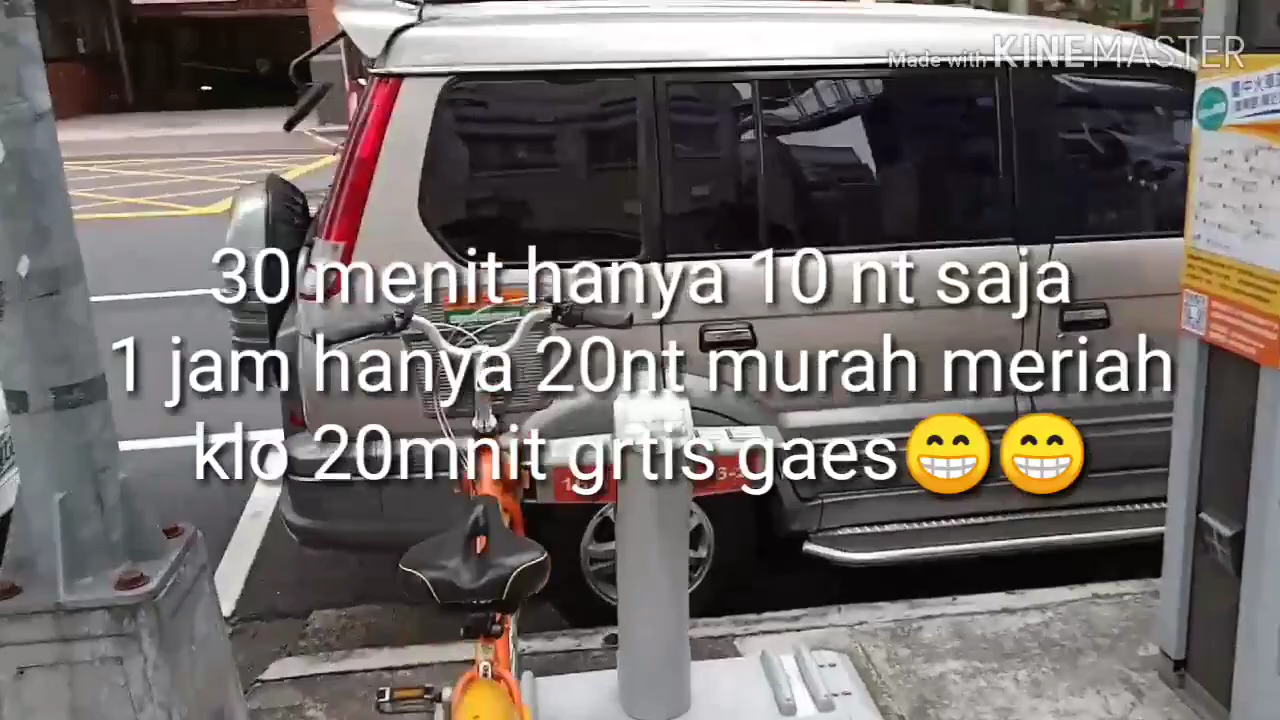 Made with KINEMASTER
30 menit hanya 10 nt saja
1 jam hanya 20nt murah meriah
klo 20mnit grtis gaes😁😁